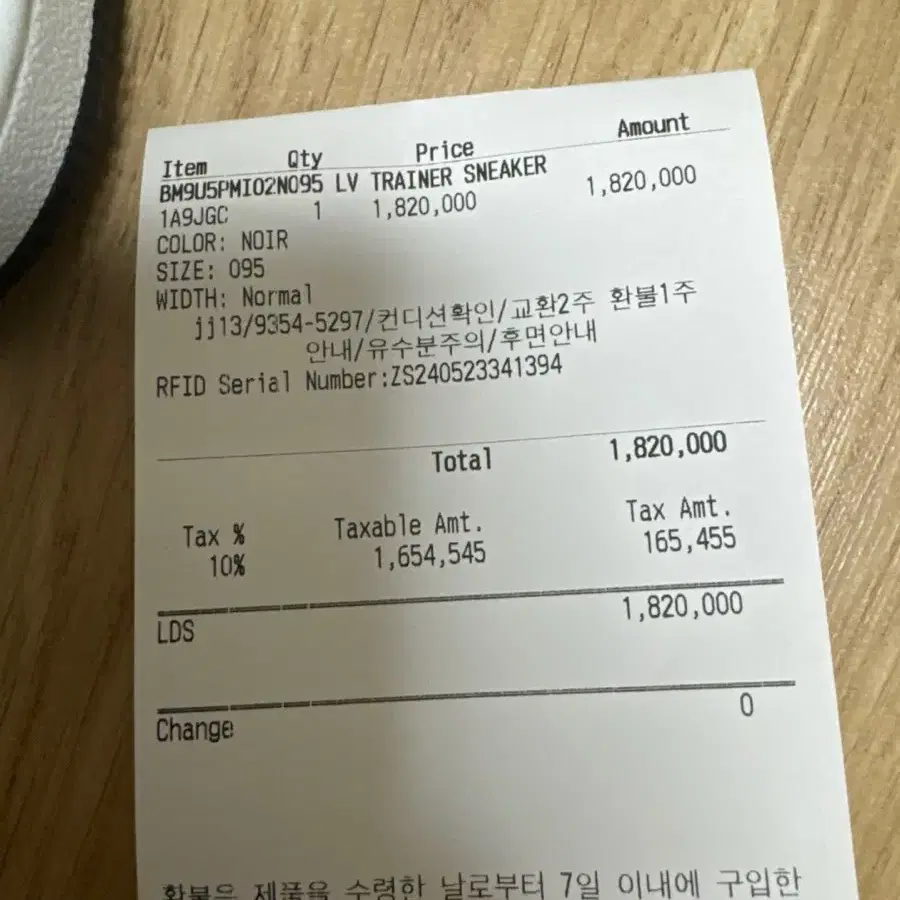 Item Qty Price Amount
BM9U5PMI02N095 LV TRAINER SNEAKER
1A9JGC 1 1,820,000 1,820,000
COLOR: NOIR
SIZE: 095
WIDTH: Normal
jj13/9354-5297/컨디션확인/교환2주 환불1주
안내/유수분주의/후면안내
RFID Serial Number:ZS240523341394
Total 1,820,000
Tax % Taxable Amt. Tax Amt.
10% 1,654,545 165,455
LDS 1,820,000
Change 0
환불은 제품을 수령한 날로부터 7일 이내에 구입한